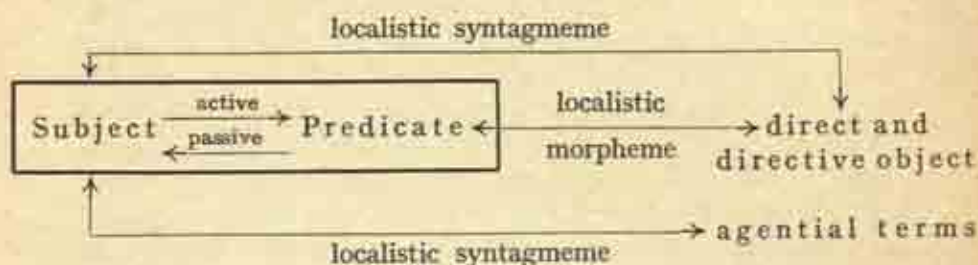 localistic syntagmeme
active
Subject Predicate
passive
localistic
morpheme
direct and
directive object
agential terms
localistic syntagmeme